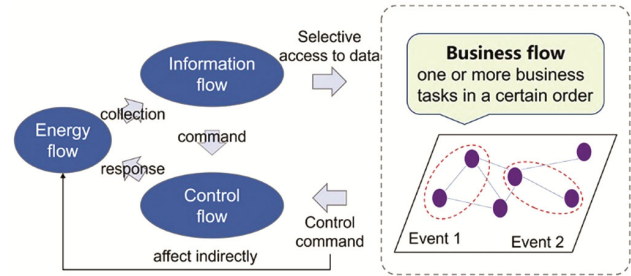 Selective
access to data
Information
flow
collection
Energy
flow
command
response
Control
flow
Control
command
affect indirectly
Business flow
one or more business
tasks in a certain order
Event 1
Event 2